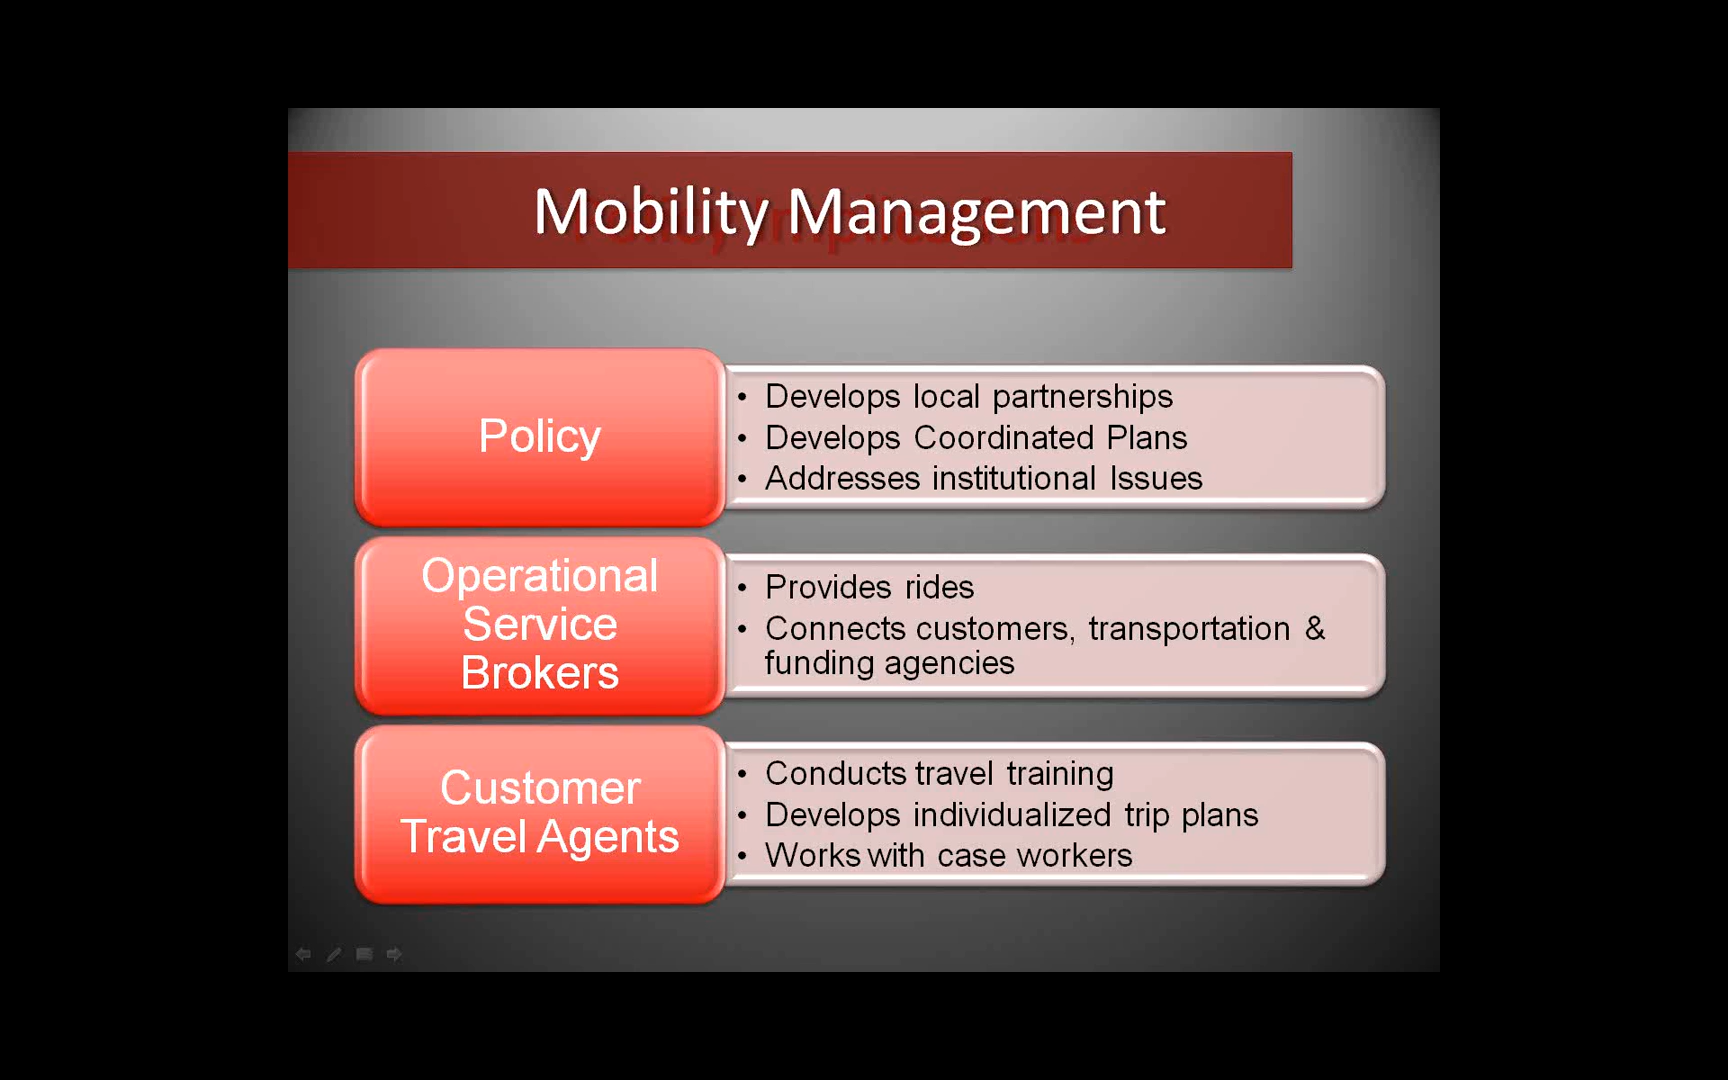 Mobility Management
Policy
• Develops local partnerships
• Develops Coordinated Plans
• Addresses institutional Issues
Operational
Service
Brokers
• Provides rides
• Connects customers, transportation &
funding agencies
Customer
Travel Agents
• Conducts travel training
• Develops individualized trip plans
• Works with case workers